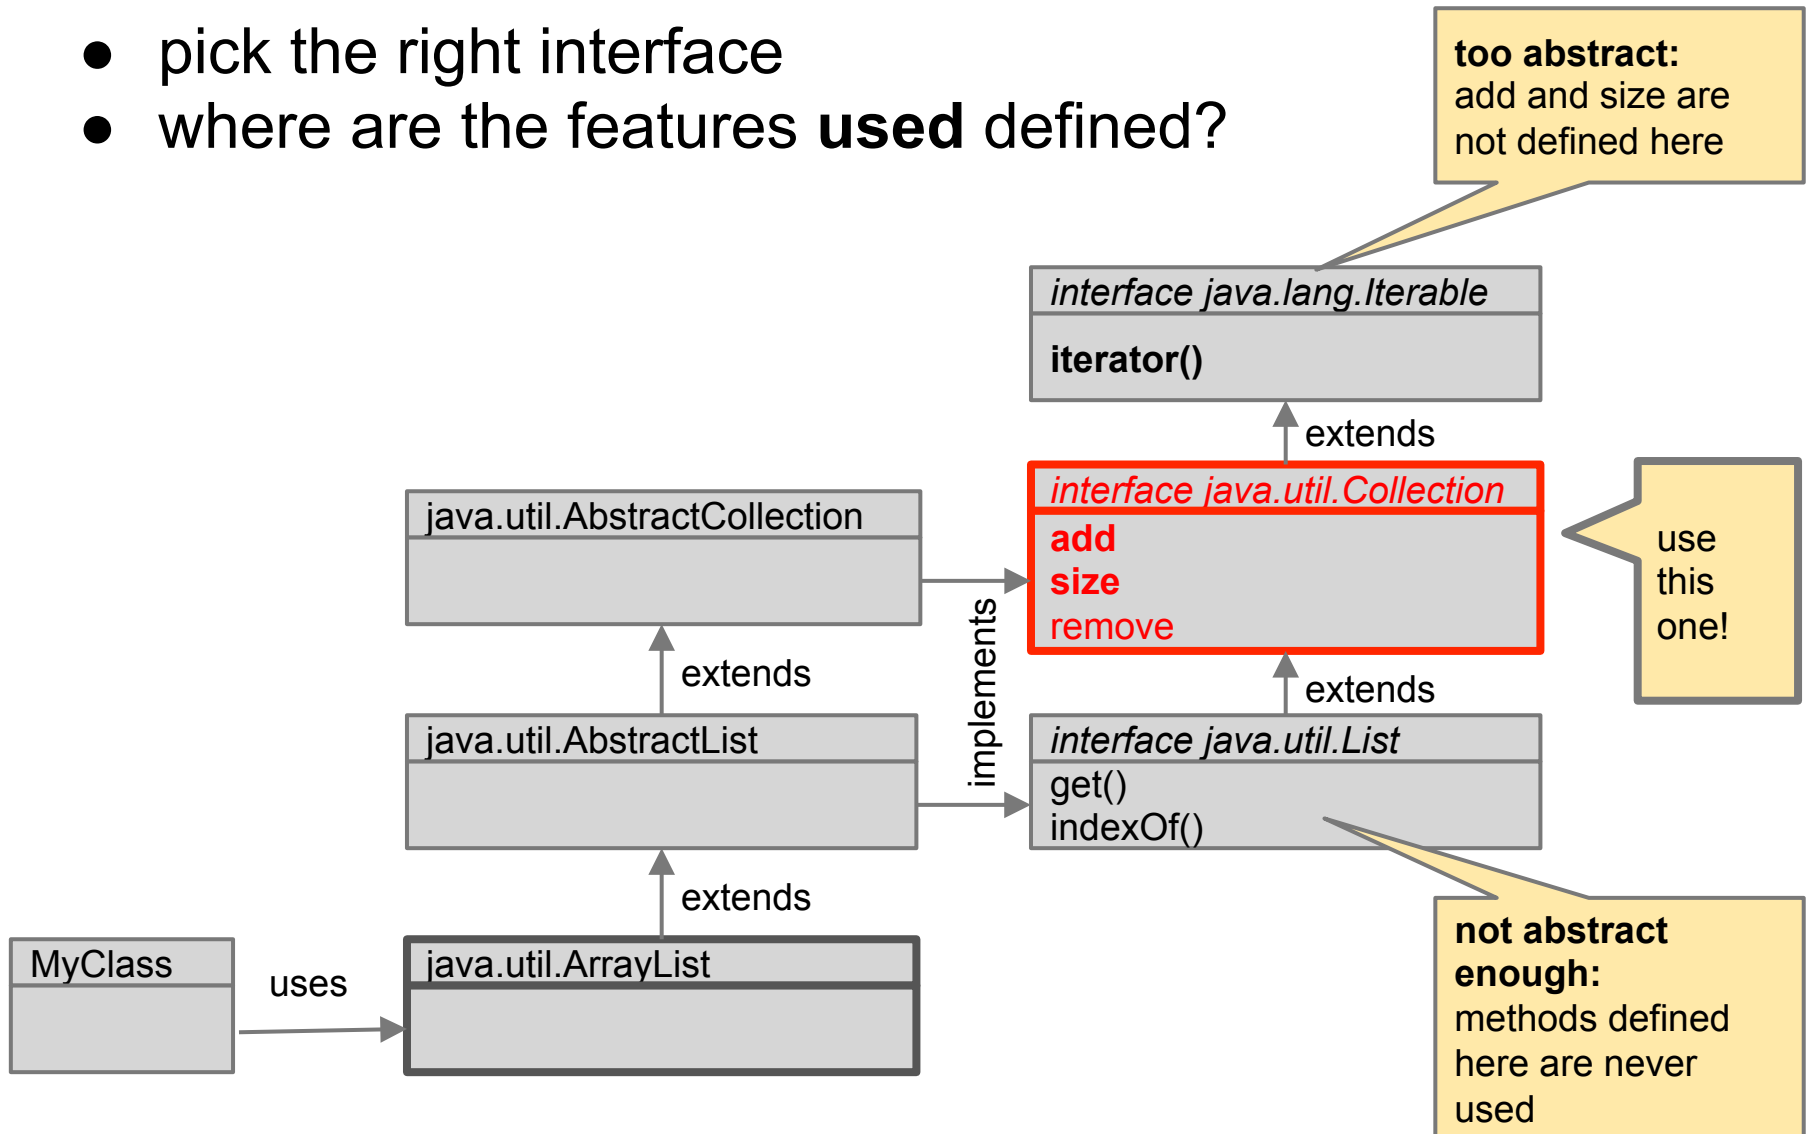 ● pick the right interface
● where are the features used defined?
too abstract:
add and size are
not defined here
interface java.lang.Iterable
iterator()
extends
interface java.util.Collection
add
size
remove
use
this
one!
java.util.AbstractCollection
implements
extends
extends
java.util.AbstractList
interface java.util.List
get()
indexOf()
extends
not abstract
enough:
methods defined
here are never
used
MyClass
uses
java.util.ArrayList